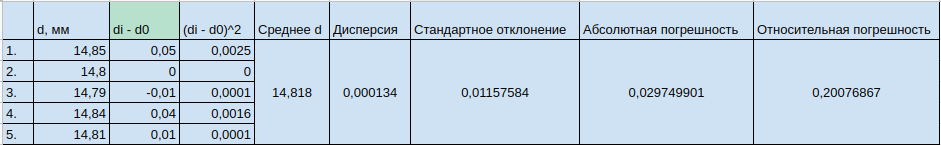 d, мм di - d0 (di - d0)^2 Среднее d Дисперсия Стандартное отклонение Абсолютная погрешность Относительная погрешность
1. 14,85 0,05 0,0025
2. 14,8 0 0
3. 14,79 -0,01 0,0001 14,818 0,000134 0,01157584 0,029749901 0,20076867
4. 14,84 0,04 0,0016
5. 14,81 0,01 0,0001